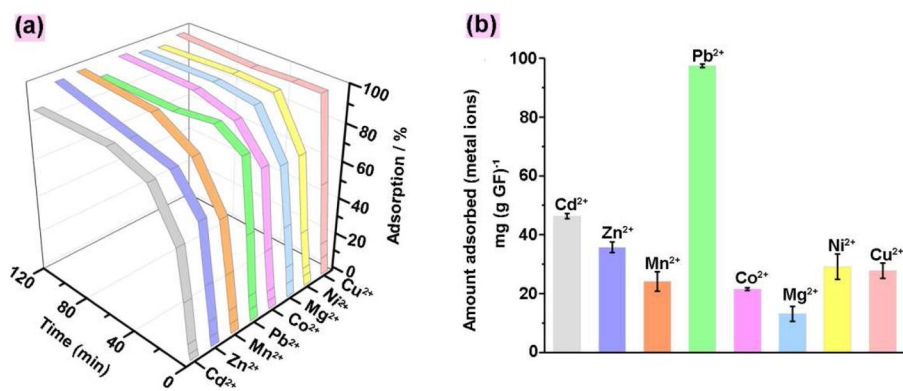 (a)
100
80
60
40
20
0
Adsorption / %
120
80
40
0
Time (min)
Cd²⁺
Zn²⁺
Mn²⁺
Pb²⁺
Co²⁺
Mg²⁺
Ni²⁺
Cu²⁺
(b)
Amount adsorbed (metal ions)
mg (g GF)⁻¹
100
80
60
40
20
0
Cd²⁺
Zn²⁺
Mn²⁺
Pb²⁺
Co²⁺
Mg²⁺
Ni²⁺
Cu²⁺